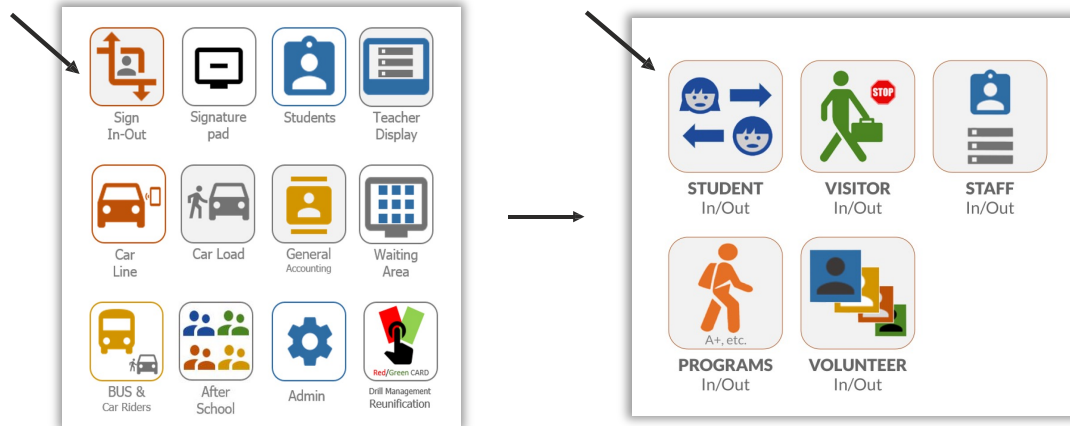 Sign
In-Out
Signature
pad
Students
Teacher
Display
Car
Line
Car Load
General
Accounting
Waiting
Area
BUS &
Car Riders
After
School
Admin
Red/Green CARD
Drill Management
Reunification
STUDENT
In/Out
STOP
VISITOR
In/Out
STAFF
In/Out
A+, etc.
PROGRAMS
In/Out
VOLUNTEER
In/Out